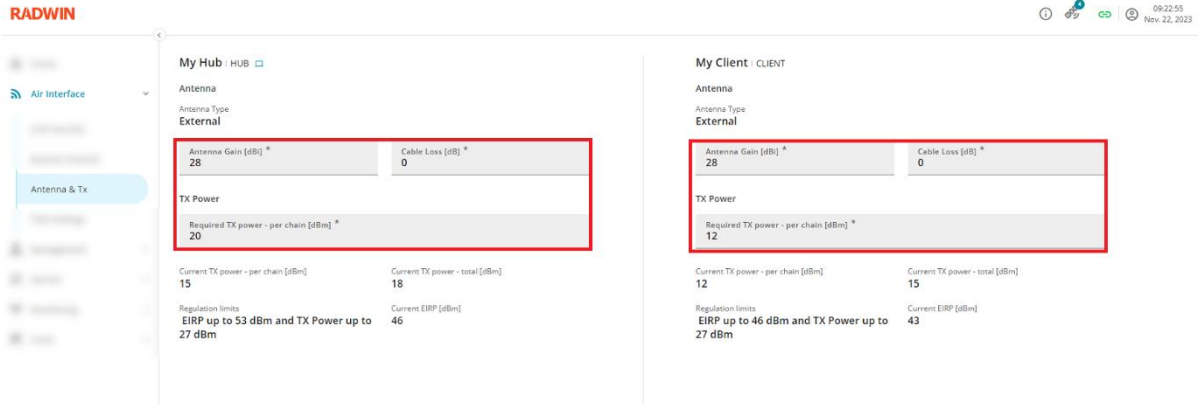 RADWIN
4
09:22:55
Nov. 22, 2023
Air Interface
Antenna & Tx
My Hub | HUB
Antenna
Antenna Type
External
Antenna Gain [dBi] *
28
Cable Loss [dB] *
0
TX Power
Required TX power - per chain [dBm] *
20
Current TX power - per chain [dBm]
15
Current TX power - total [dBm]
18
Regulation limits
EIRP up to 53 dBm and TX Power up to
27 dBm
Current EIRP [dBm]
46
My Client | CLIENT
Antenna
Antenna Type
External
Antenna Gain [dBi] *
28
Cable Loss [dB] *
0
TX Power
Required TX power - per chain [dBm] *
12
Current TX power - per chain [dBm]
12
Current TX power - total [dBm]
15
Regulation limits
EIRP up to 46 dBm and TX Power up to
27 dBm
Current EIRP [dBm]
43